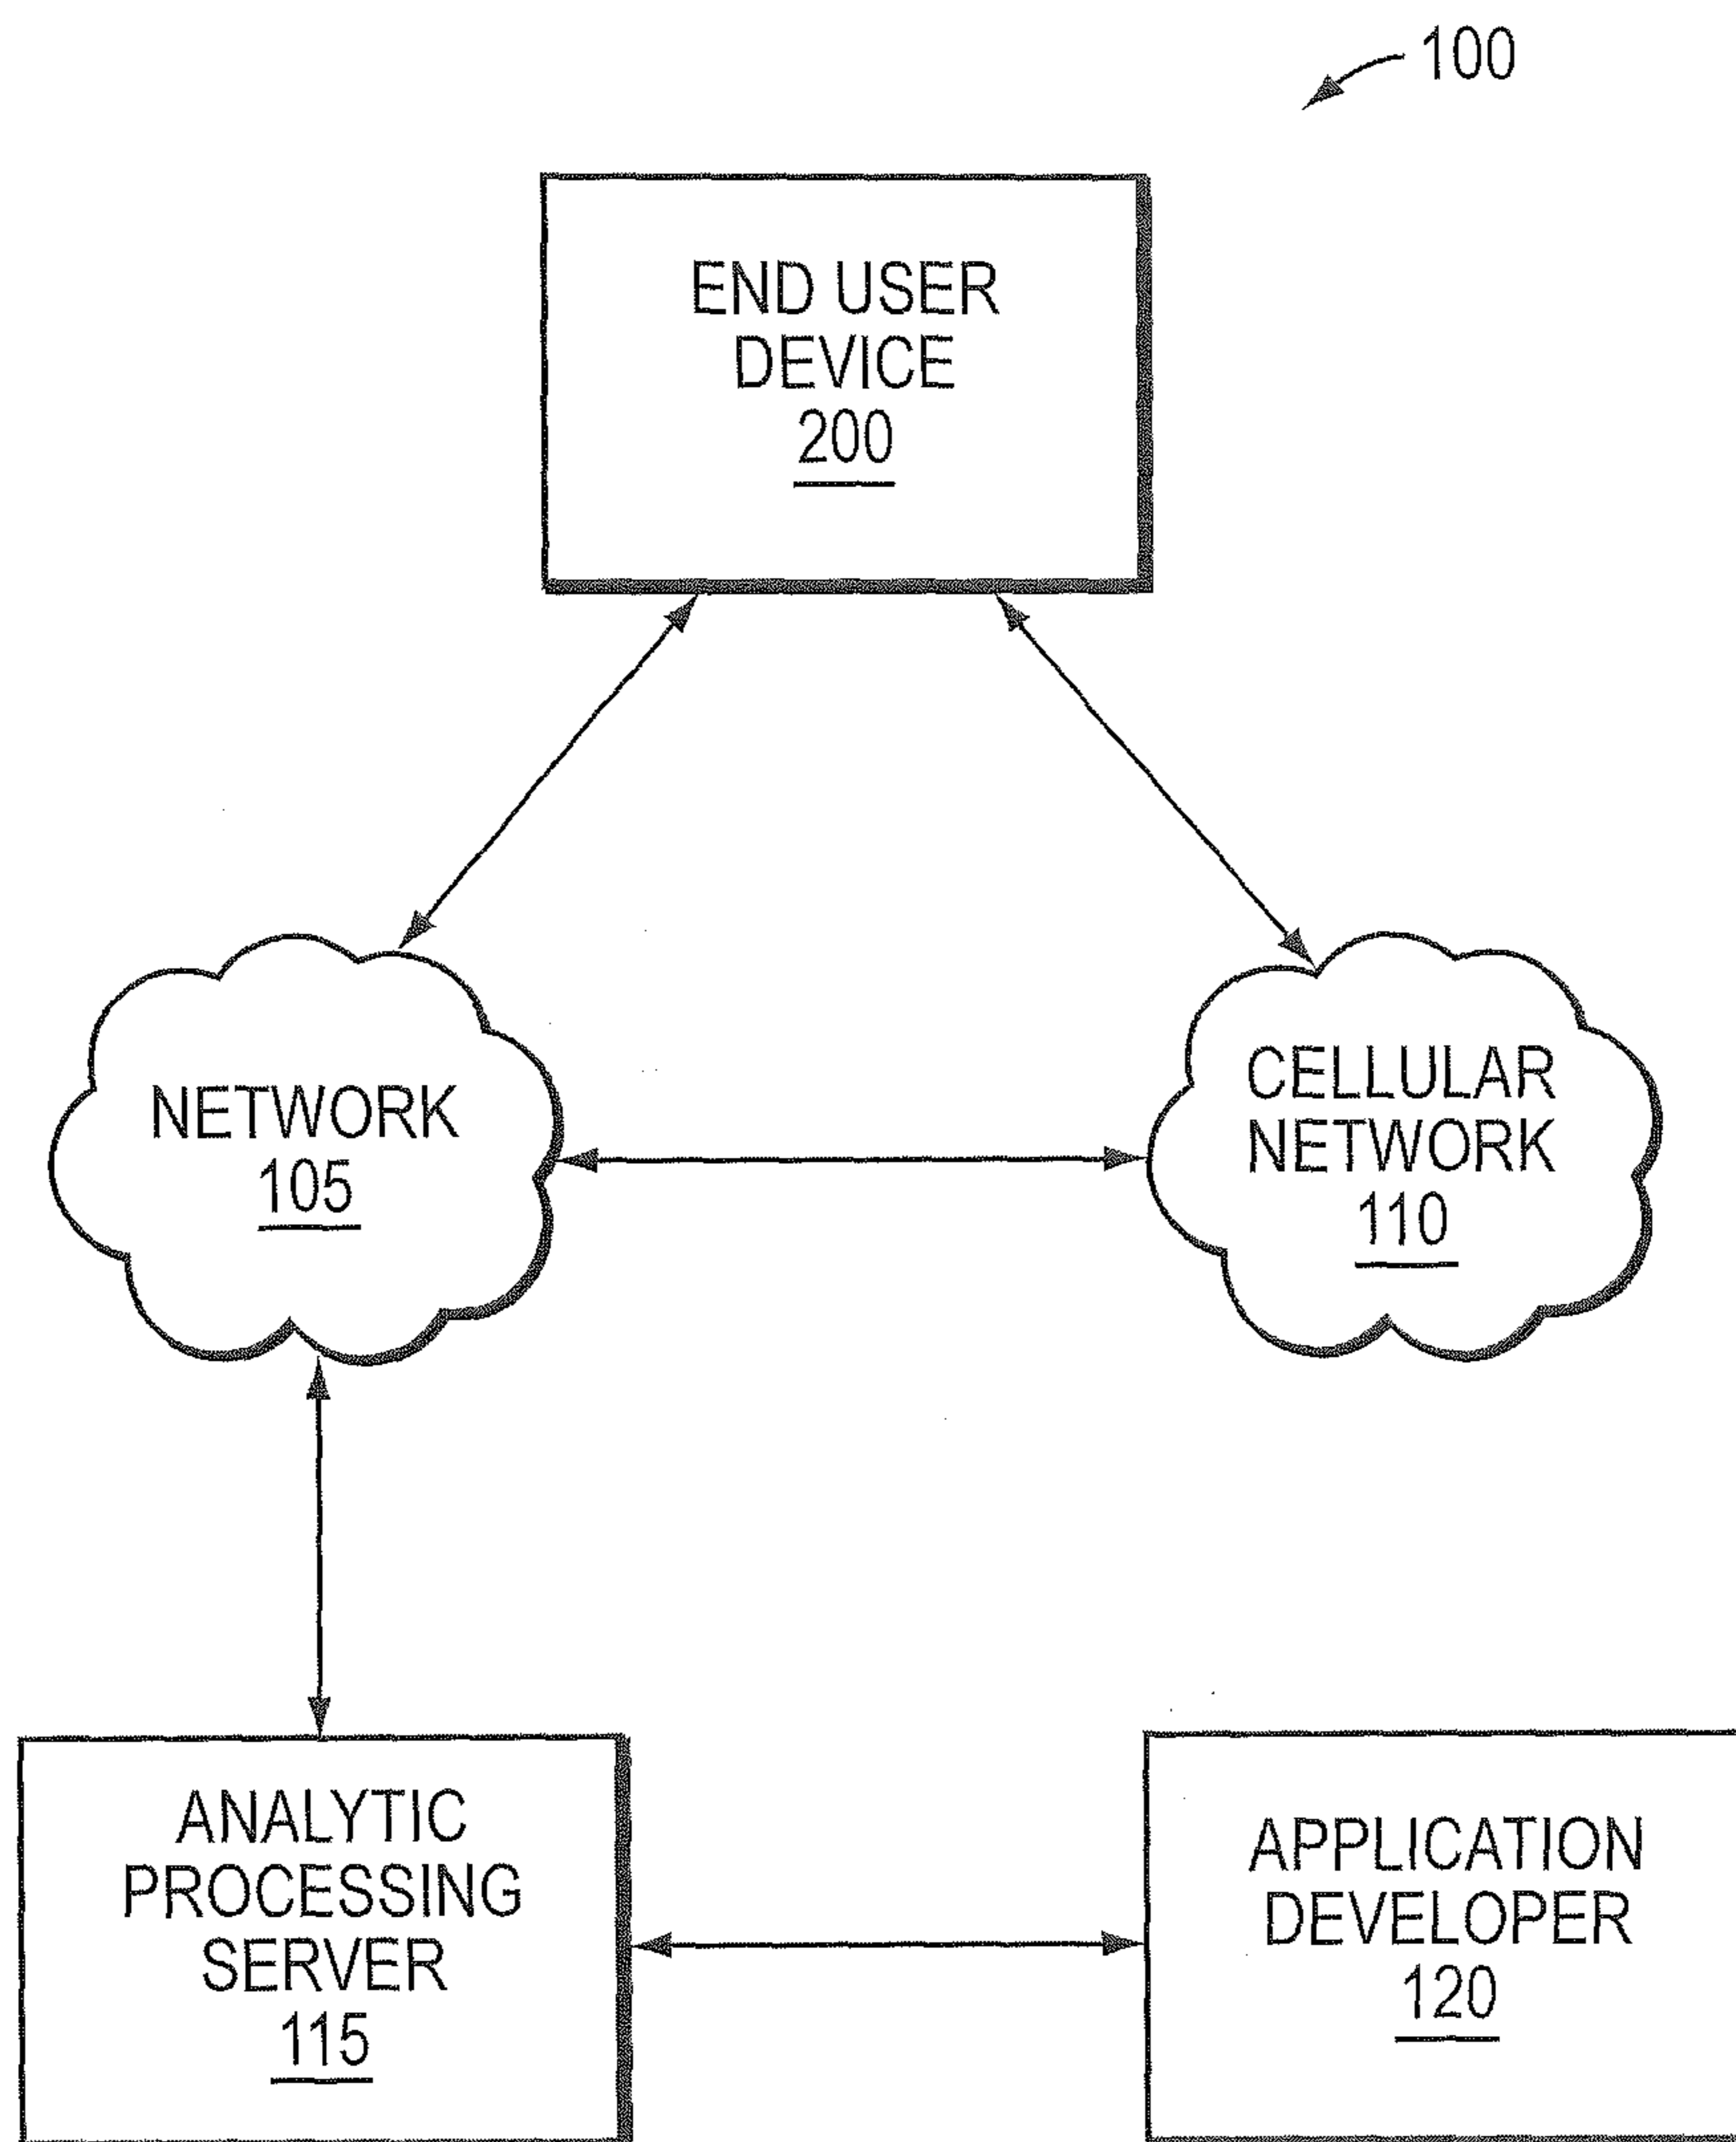 100
END USER
DEVICE
200
NETWORK
105
CELLULAR
NETWORK
110
ANALYTIC
PROCESSING
SERVER
115
APPLICATION
DEVELOPER
120